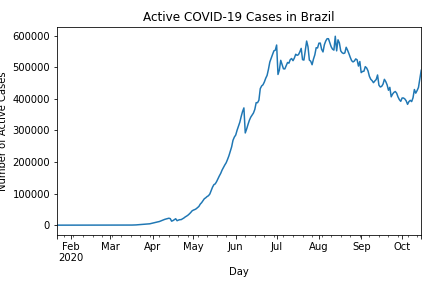 Active COVID-19 Cases in Brazil
Number of Active Cases
600000
500000
400000
300000
200000
100000
0
Feb Mar Apr May Jun Jul Aug Sep Oct
2020
Day